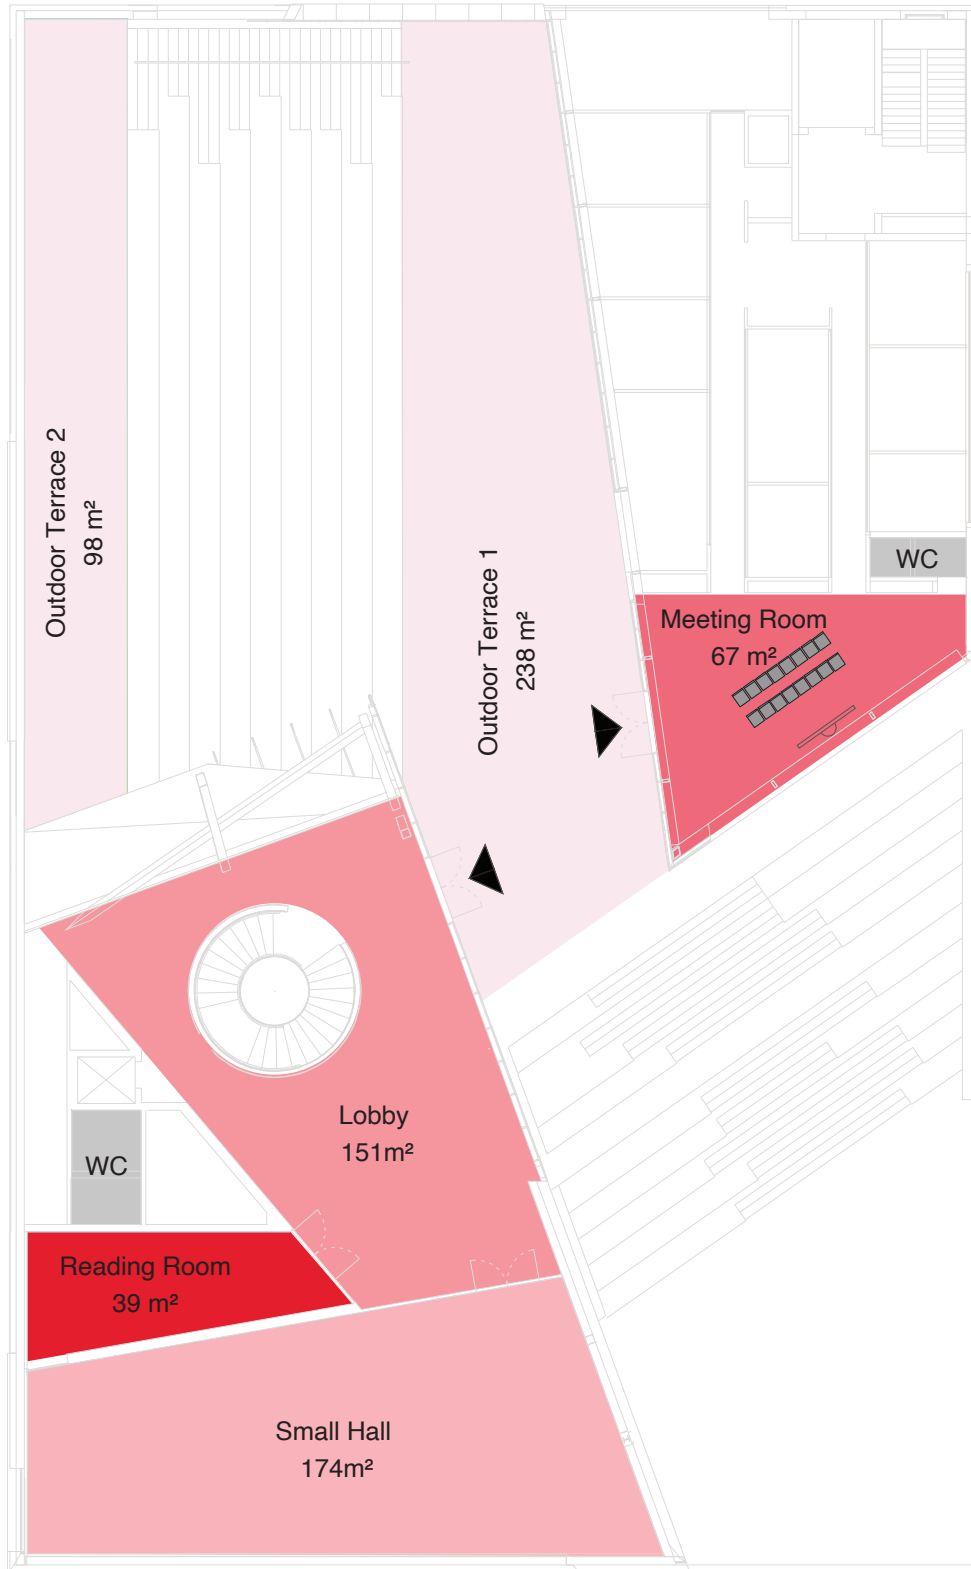 Outdoor Terrace 2
98 m²
Outdoor Terrace 1
238 m²
WC
Meeting Room
67 m²
Lobby
151m²
WC
Reading Room
39 m²
Small Hall
174m²